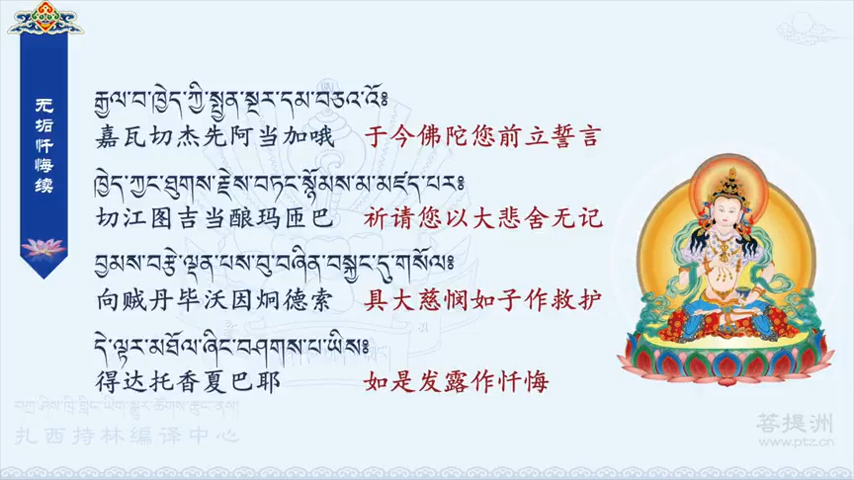 无垢忏悔续
རྒྱལ་བ་ཁྱེད་ཀྱི་སྤྱན་སྔར་དམ་བཅའ་འོ༔
嘉瓦切杰先阿当加哦 于今佛陀您前立誓言
ཁྱེད་ཀྱང་ཐུགས་རྗེས་བཏང་སྙོམས་མ་མཛད་པར༔
切江图吉当酿玛匝巴 祈请您以大悲舍无记
བྱམས་བརྩེ་ལྡན་པས་བུ་བཞིན་བསྐྱང་དུ་གསོལ༔
向贼丹毕沃因炯德索 具大慈悯如子作救护
དེ་ལྟར་མཐོལ་ཞིང་བཤགས་པ་ཡིས༔
得达托香夏巴耶 如是发露作忏悔
བཀྲ་ཤིས་ཁྲི་གླིང་ཡིག་སྒྱུར་ཚོགས་ཆུང་ནས།
扎西持林编译中心
菩提洲
www.ptz.cn